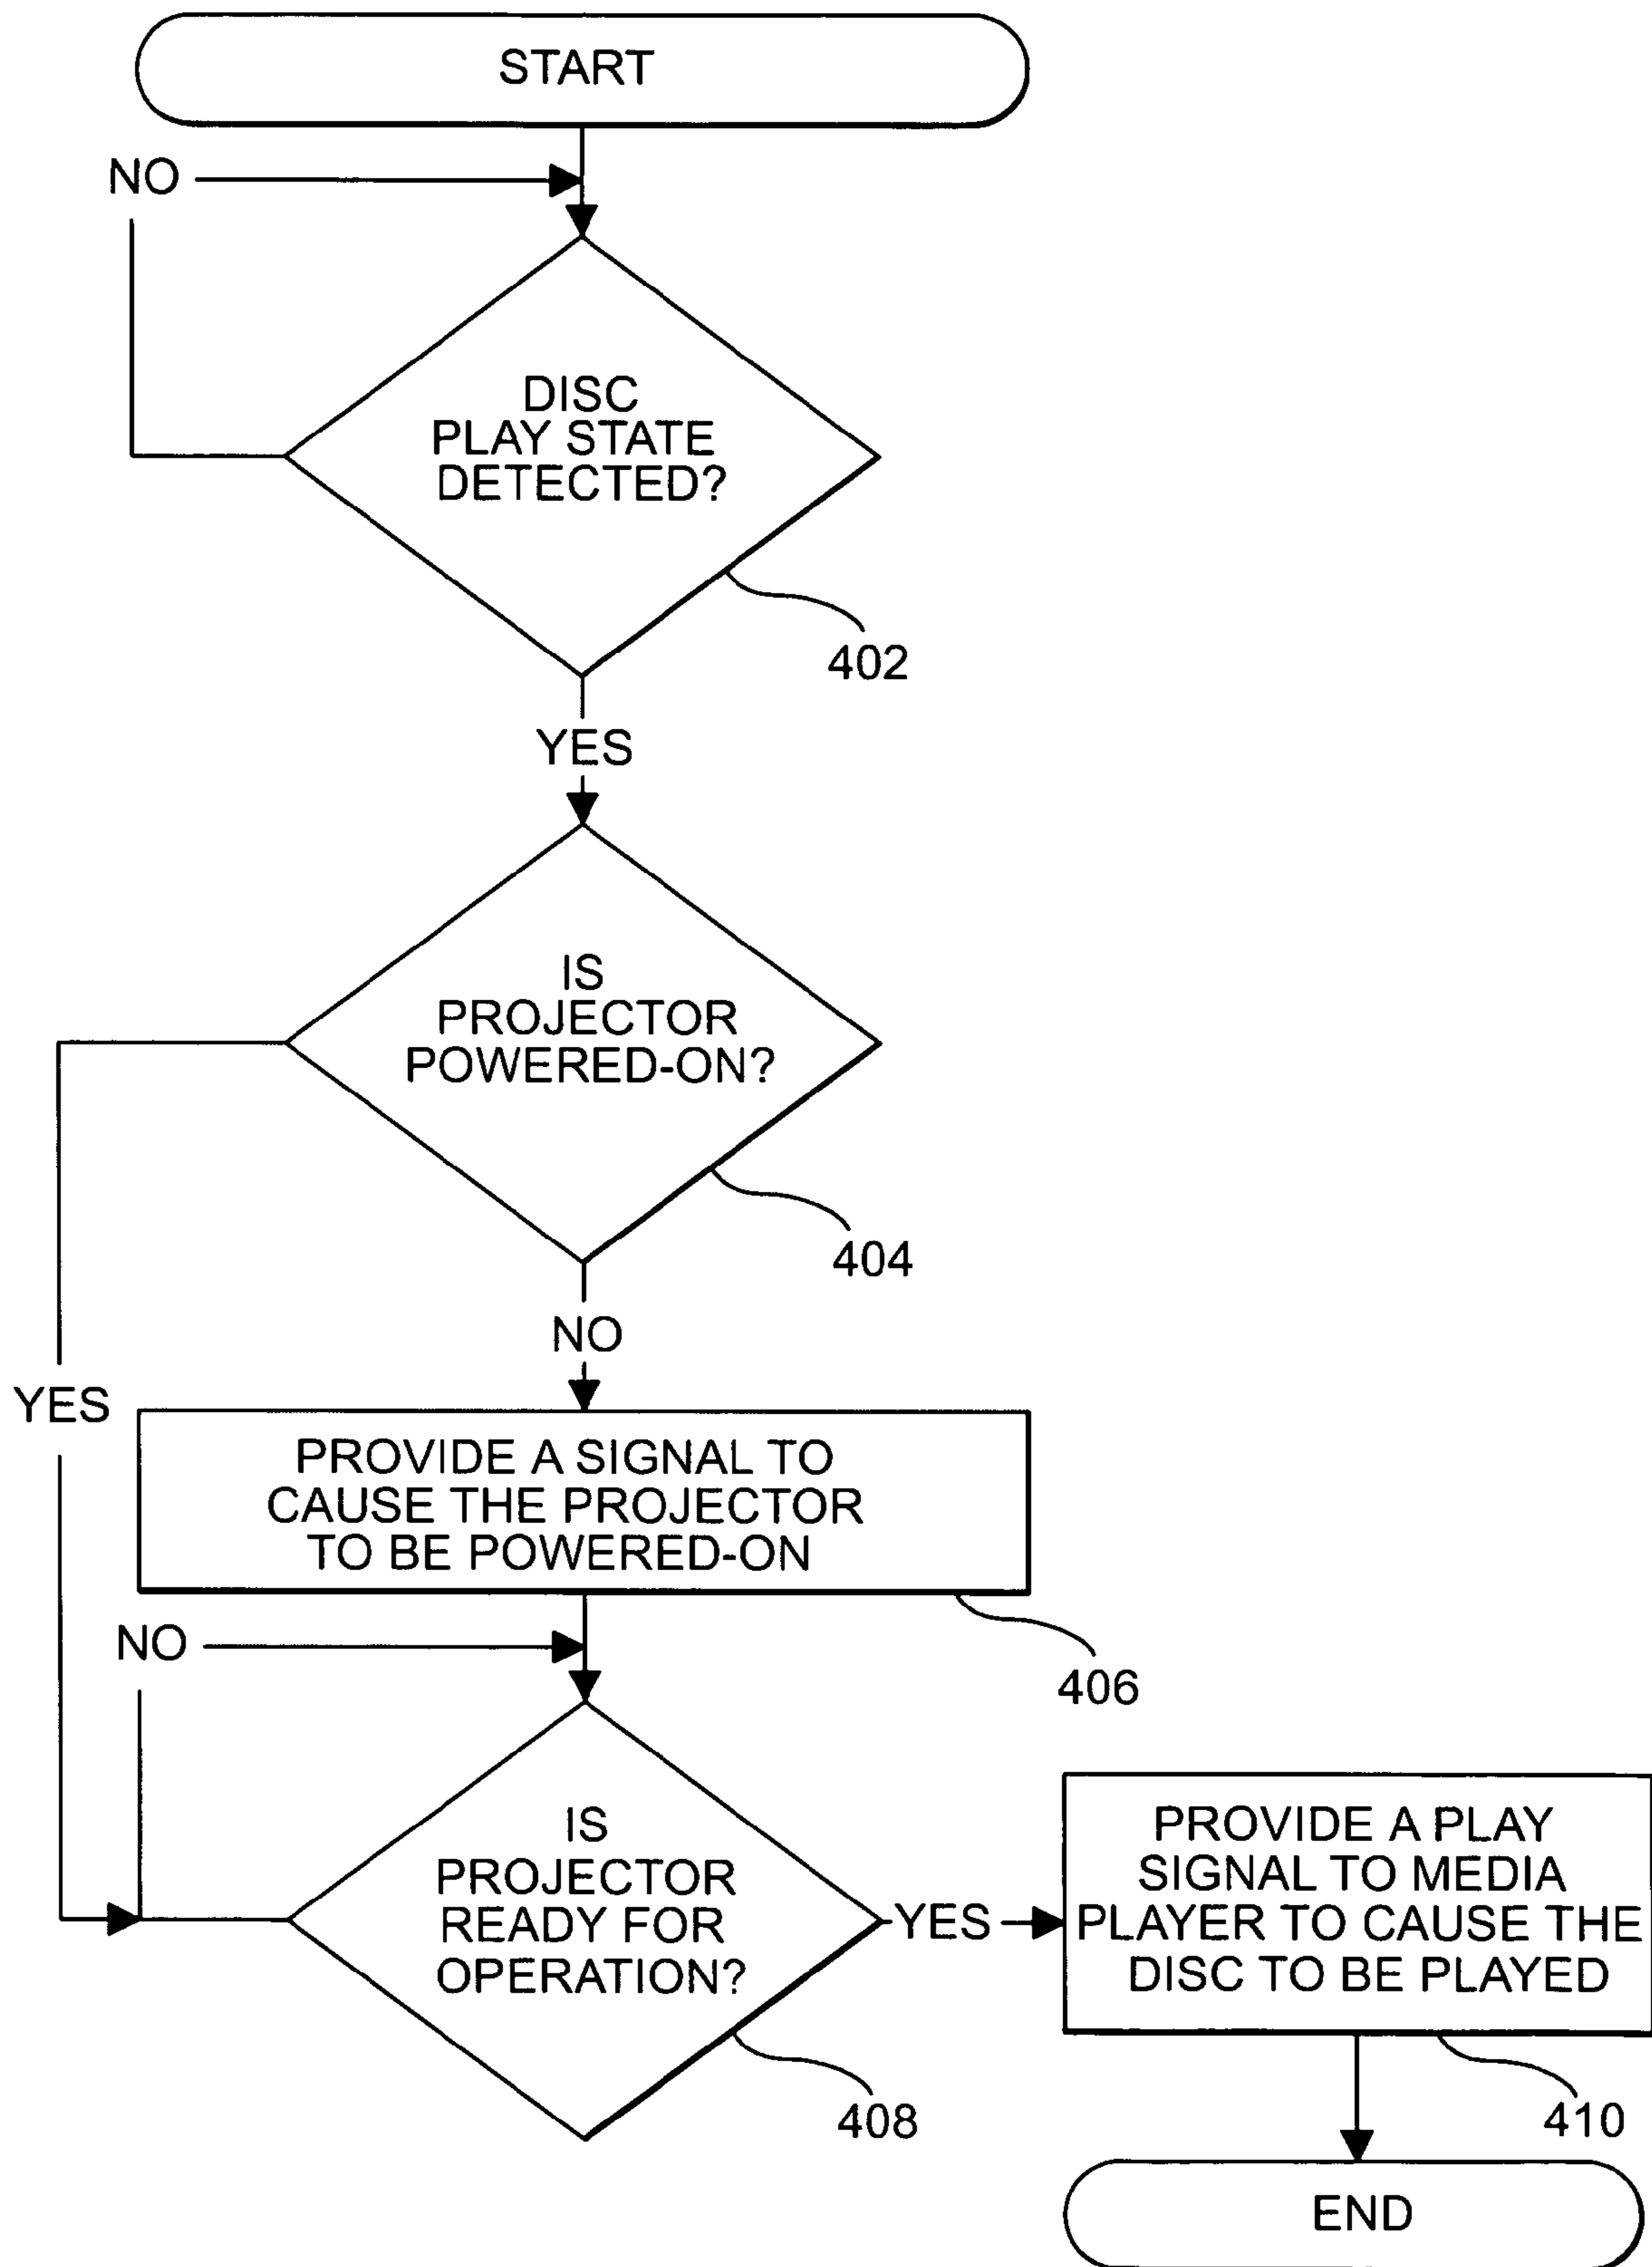 START
NO
DISC
PLAY STATE
DETECTED?
402
YES
IS
PROJECTOR
POWERED-ON?
404
NO
YES
PROVIDE A SIGNAL TO
CAUSE THE PROJECTOR
TO BE POWERED-ON
406
NO
IS
PROJECTOR
READY FOR
OPERATION?
408
YES
PROVIDE A PLAY
SIGNAL TO MEDIA
PLAYER TO CAUSE THE
DISC TO BE PLAYED
410
END